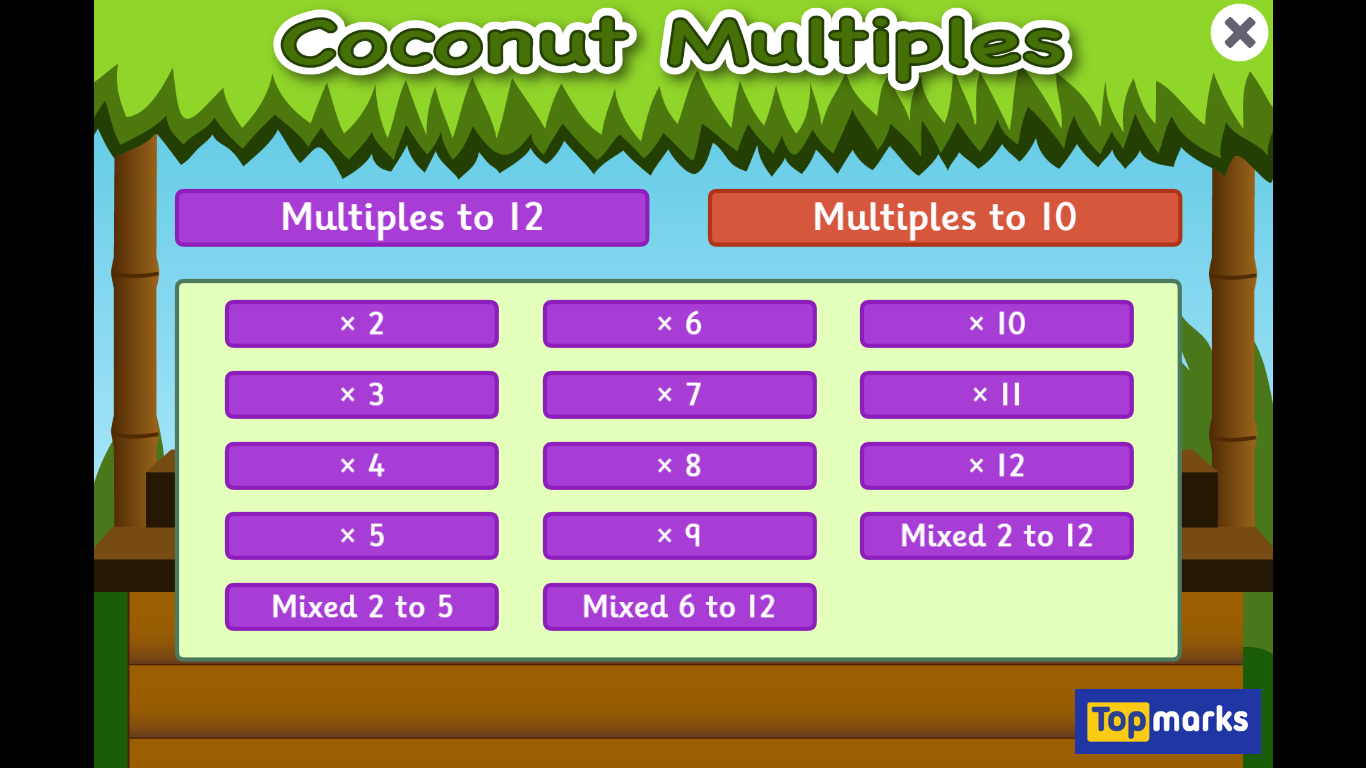 Coconut Multiples
Multiples to 12
Multiples to 10
× 2
× 6
× 10
× 3
× 7
× 11
× 4
× 8
× 12
× 5
× 9
Mixed 2 to 12
Mixed 2 to 5
Mixed 6 to 12
Topmarks